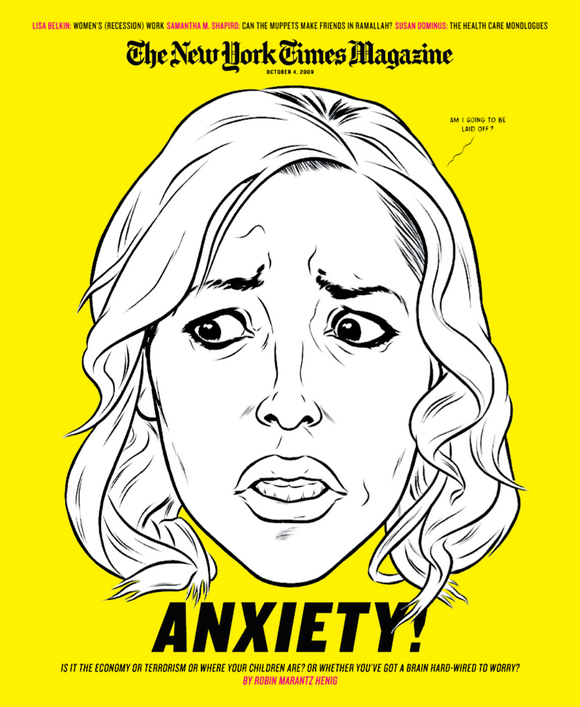 LISA BELKIN: WOMEN'S (RECESSION) WORK SAMANTHA M. SHAPIRO: CAN THE MUPPETS MAKE FRIENDS IN RAMALLAH? SUSAN DOMINUS: THE HEALTH CARE MONOLOGUES
The New York Times Magazine
OCTOBER 4, 2009
AM I GOING TO BE
LAID OFF?
ANXIETY!
IS IT THE ECONOMY OR TERRORISM OR WHERE YOUR CHILDREN ARE? OR WHETHER YOU'VE GOT A BRAIN HARD-WIRED TO WORRY?
BY ROBIN MARANTZ HENIG